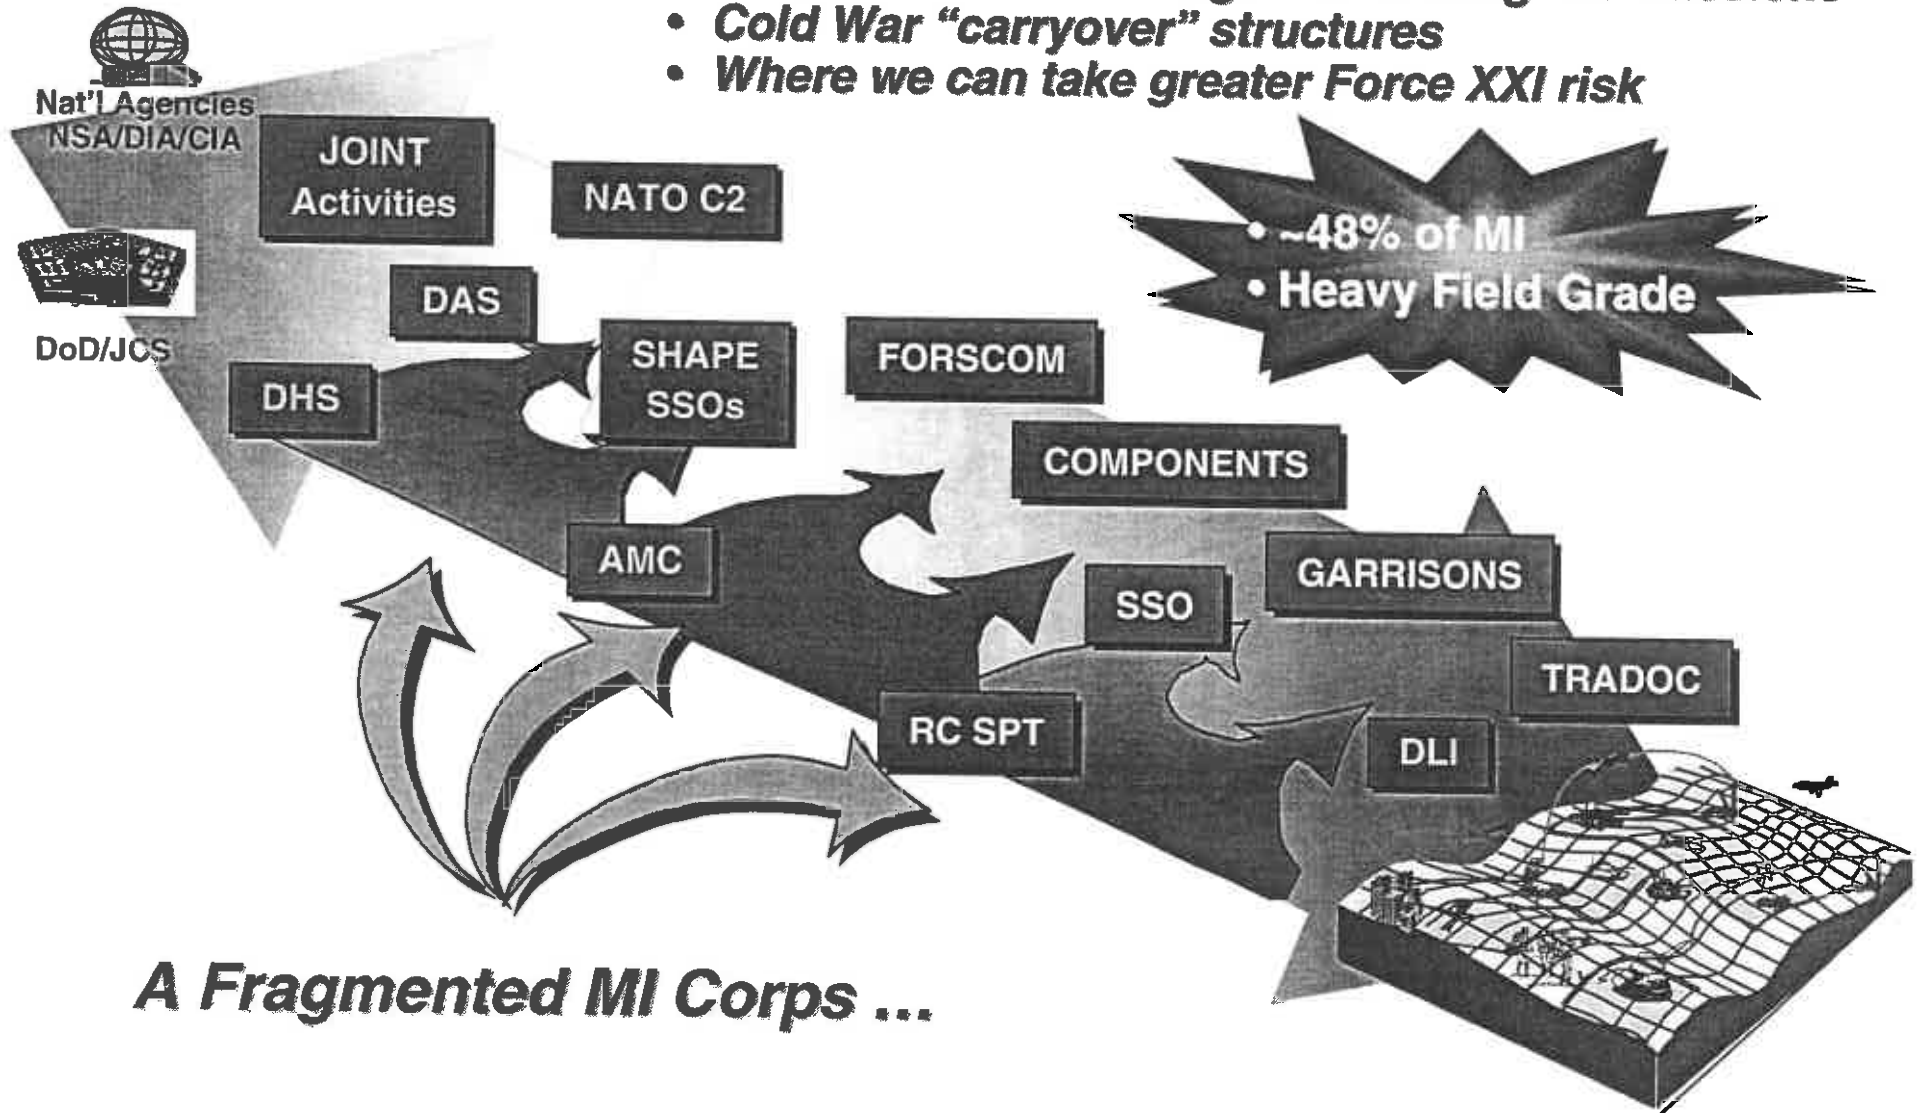 • Cold War “carryover” structures
• Where we can take greater Force XXI risk
Nat'l Agencies
NSA/DIA/CIA
JOINT
Activities
NATO C2
• ~48% of MI
• Heavy Field Grade
DoD/JCS
DAS
SHAPE
SSOs
FORSCOM
DHS
COMPONENTS
AMC
GARRISONS
SSO
TRADOC
RC SPT
DLI
A Fragmented MI Corps ...